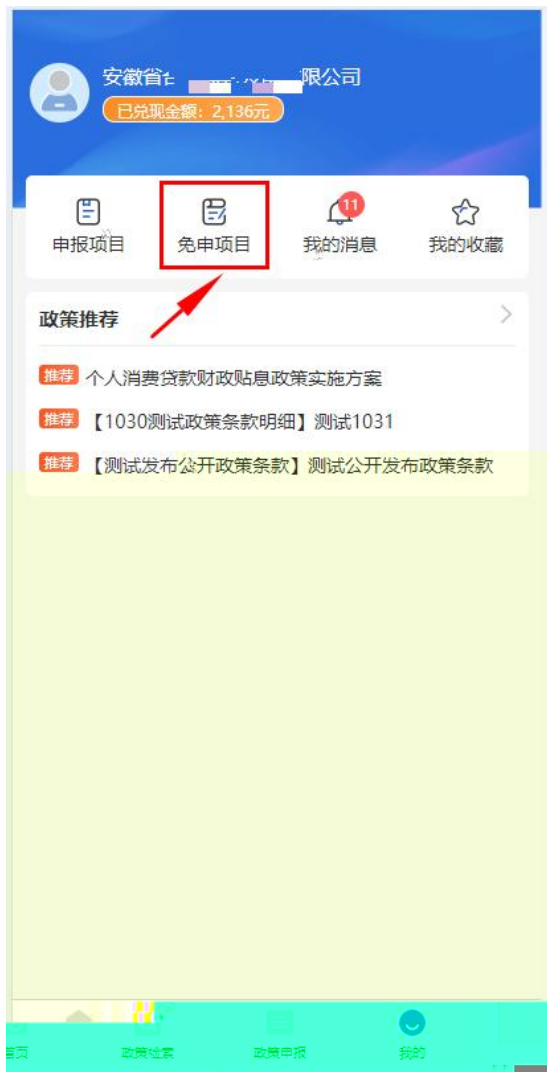 安徽省 限公司
已兑现金额：2,136元
申报项目 免申项目 我的消息 我的收藏
11
政策推荐
推荐 个人消费贷款财政贴息政策实施方案
推荐 【1030测试政策条款明细】测试1031
推荐 【测试发布公开政策条款】测试公开发布政策条款
首页 政策检索 政策申报 我的